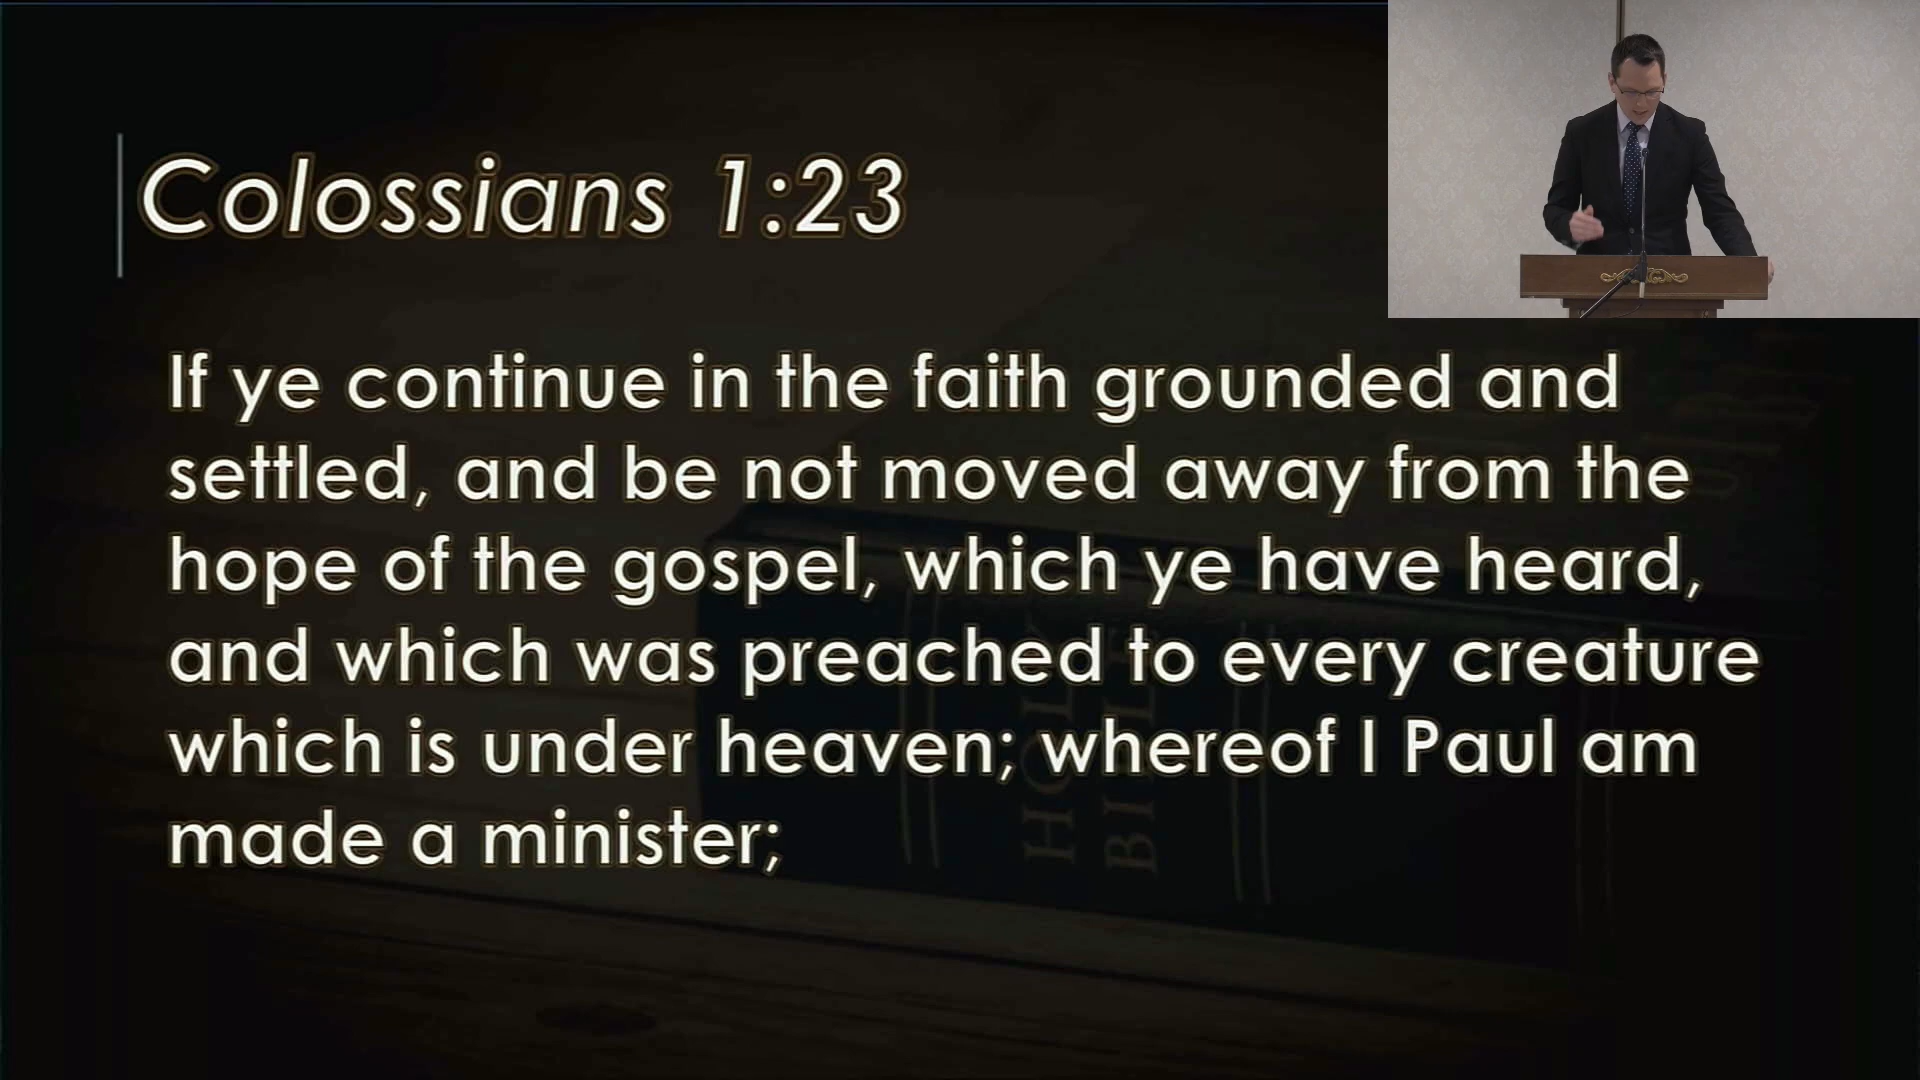 Colossians 1:23
If ye continue in the faith grounded and
settled, and be not moved away from the
hope of the gospel, which ye have heard,
and which was preached to every creature
which is under heaven; whereof I Paul am
made a minister;
HOLY
BIBLE